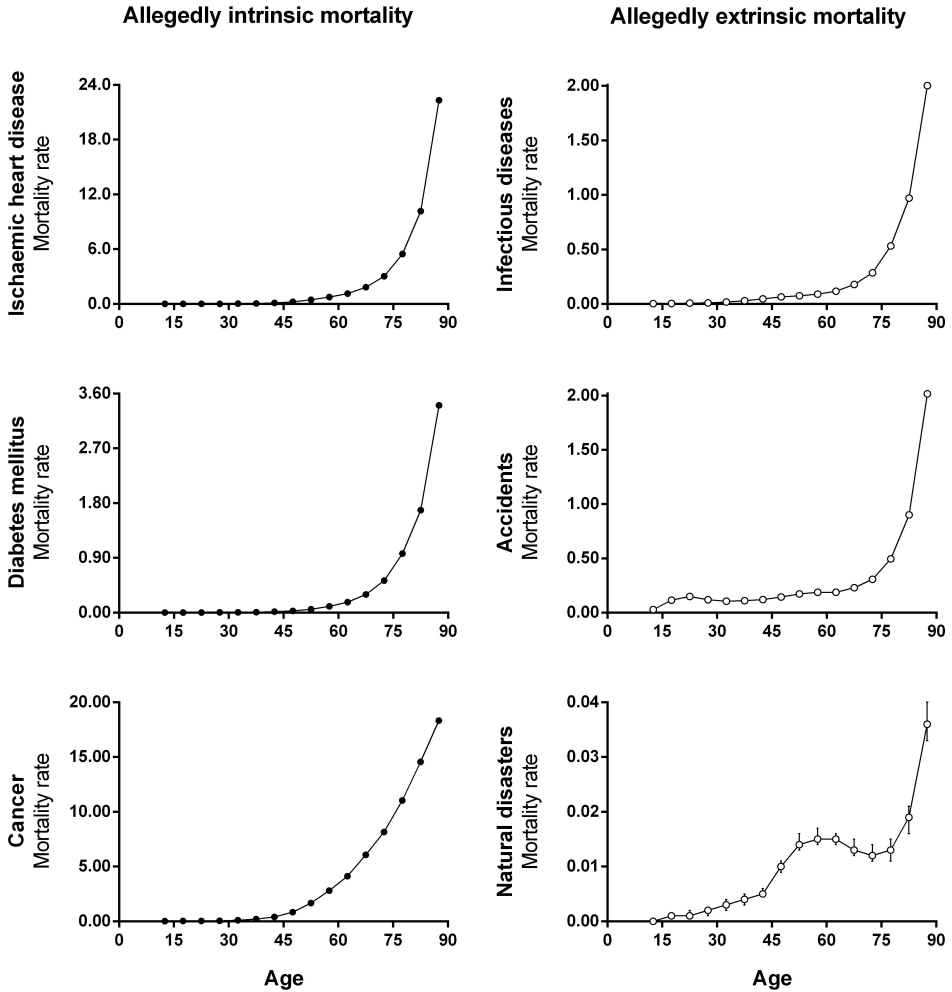 Allegedly intrinsic mortality
Allegedly extrinsic mortality
Ischaemic heart disease
Mortality rate
24.0
18.0
12.0
6.0
0.0
0 15 30 45 60 75 90
Infectious diseases
Mortality rate
2.00
1.50
1.00
0.50
0.00
0 15 30 45 60 75 90
Diabetes mellitus
Mortality rate
3.60
2.70
1.80
0.90
0.00
0 15 30 45 60 75 90
Accidents
Mortality rate
2.00
1.50
1.00
0.50
0.00
0 15 30 45 60 75 90
Cancer
Mortality rate
20.00
15.00
10.00
5.00
0.00
0 15 30 45 60 75 90
Age
Natural disasters
Mortality rate
0.04
0.03
0.02
0.01
0.00
0 15 30 45 60 75 90
Age